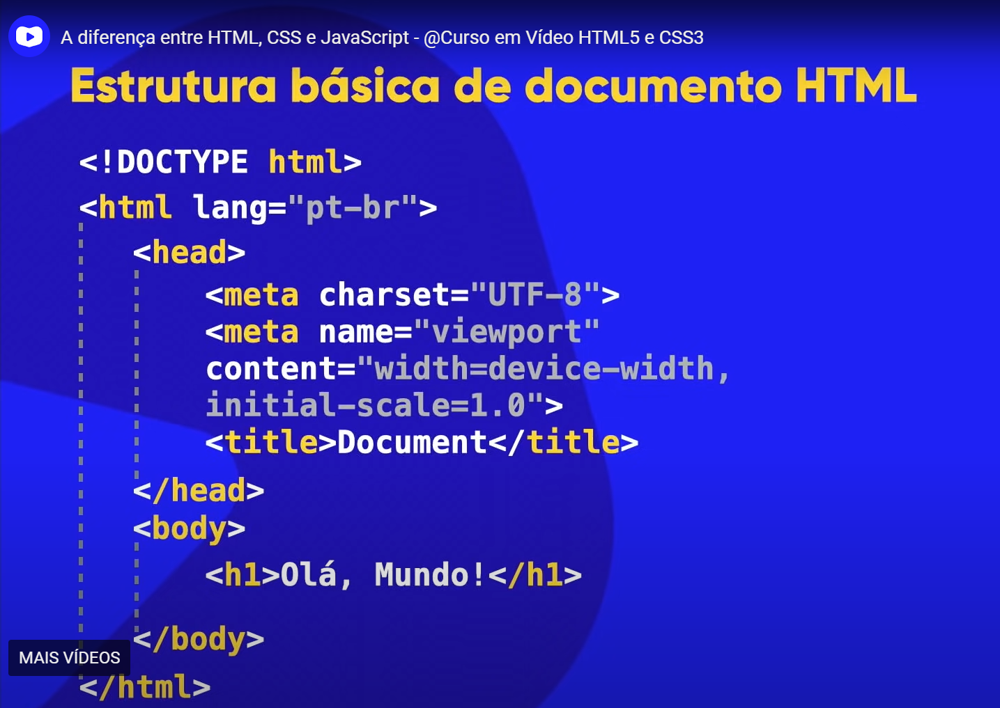 A diferença entre HTML, CSS e JavaScript - @Curso em Vídeo HTML5 e CSS3
Estrutura básica de documento HTML
<!DOCTYPE html>
<html lang="pt-br">
<head>
<meta charset="UTF-8">
<meta name="viewport"
content="width=device-width,
initial-scale=1.0">
<title>Document</title>
</head>
<body>
<h1>Olá, Mundo!</h1>
</body>
MAIS VÍDEOS
</html>